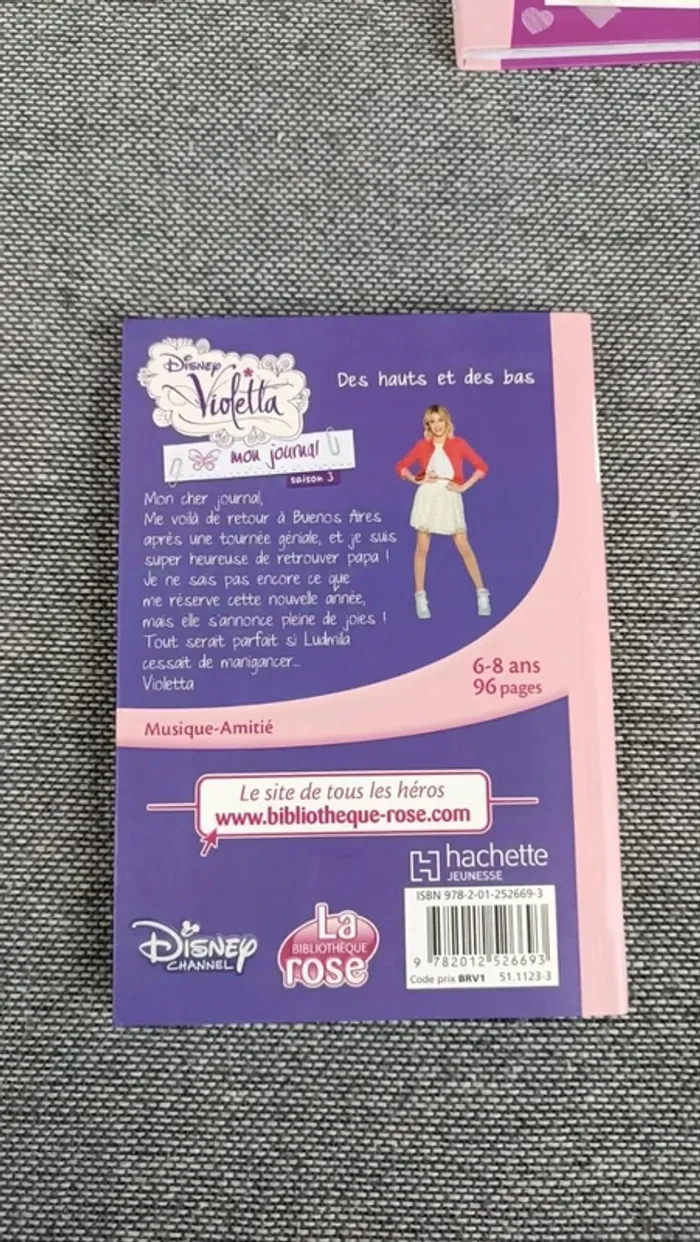 Disney
Violetta
mon journal
saison 3
Des hauts et des bas
Mon cher journal,
Me voilà de retour à Buenos Aires
après une tournée géniale, et je suis
super heureuse de retrouver papa !
Je ne sais pas encore ce que
me réserve cette nouvelle année,
mais elle s'annonce pleine de joies !
Tout serait parfait si Ludmila
cessait de manigancer...
Violetta
6-8 ans
96 pages
Musique-Amitié
Le site de tous les héros
www.bibliotheque-rose.com
hachette
JEUNESSE
ISBN 978-2-01-252669-3
9 782012 526693
Code prix BRV1 51.1123-3
Disney
CHANNEL
La
BIBLIOTHÈQUE
rose